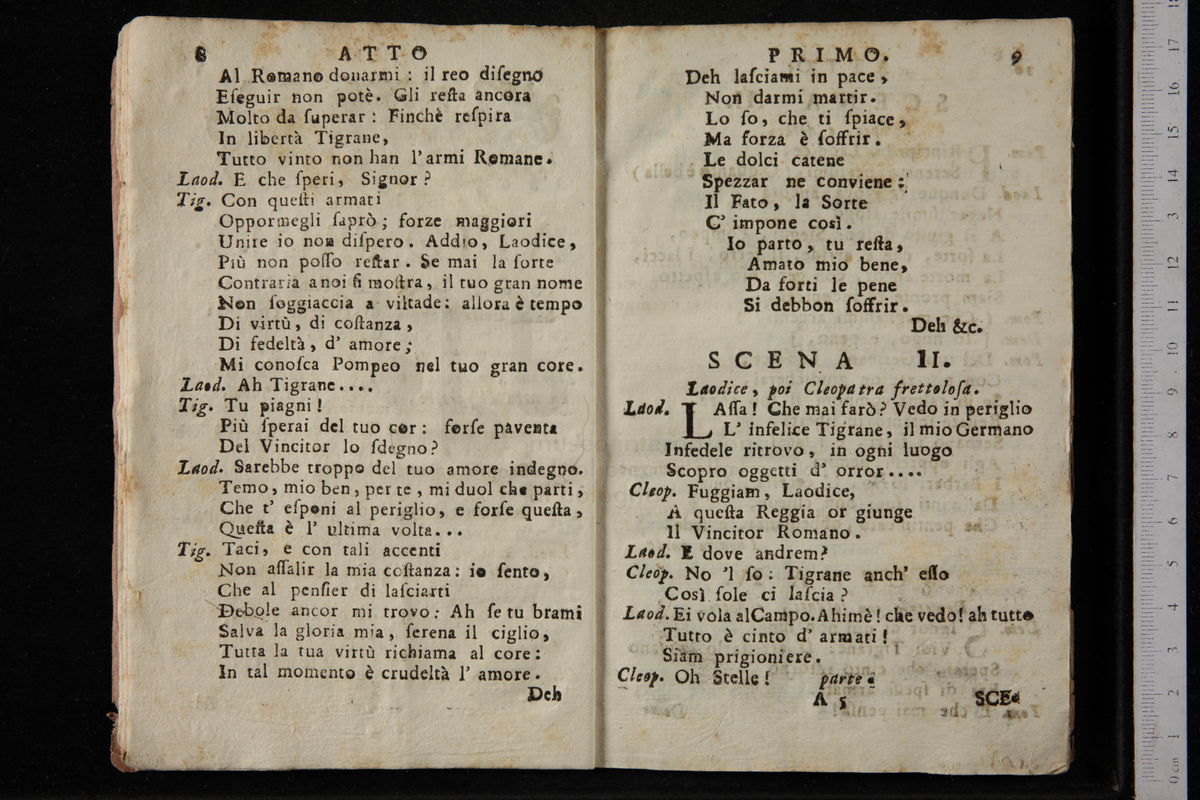 8 ATTO
Al Romano donarmi : il reo diſegno
Eſeguir non potè. Gli reſta ancora
Molto da ſuperar : Finchè reſpira
In libertà Tigrane,
Tutto vinto non han l'armi Romane.
Laod. E che ſperi, Signor ?
Tig. Con queſti armati
Oppormegli ſaprò ; forze maggiori
Unire io non diſpero. Addio, Laodice,
Più non poſſo reſtar. Se mai la ſorte
Contraria a noi ſi moſtra, il tuo gran nome
Non ſoggiaccia a viltade: allora è tempo
Di virtù, di coſtanza,
Di fedeltà, d' amore ;
Mi conoſca Pompeo nel tuo gran core.
Laod. Ah Tigrane....
Tig. Tu piagni !
Più ſperai del tuo cor : forſe paventa
Del Vincitor lo ſdegno ?
Laod. Sarebbe troppo del tuo amore indegno.
Temo, mio ben, per te, mi duol che parti,
Che t' eſponi al periglio, e forſe queſta,
Queſta è l' ultima volta...
Tig. Taci, e con tali accenti
Non aſſalir la mia coſtanza : io ſento,
Che al penſier di laſciarti
Debole ancor mi trovo : Ah ſe tu brami
Salva la gloria mia, ſerena il ciglio,
Tutta la tua virtù richiama al core :
In tal momento è crudeltà l' amore.
Deh
PRIMO. 9
Deh laſciami in pace,
Non darmi martir.
Lo ſo, che ti ſpiace,
Ma forza è ſoffrir.
Le dolci catene
Spezzar ne conviene :
Il Fato, la Sorte
C' impone così.
Io parto, tu reſta,
Amato mio bene,
Da forti le pene
Si debbon ſoffrir.
Deh &c.
SCENA II.
Laodice, poi Cleopatra frettoloſa.
Laod. LAſſa ! Che mai farò ? Vedo in periglio
L' infelice Tigrane, il mio Germano
Infedele ritrovo, in ogni luogo
Scopro oggetti d' orror....
Cleop. Fuggiam, Laodice,
A queſta Reggia or giunge
Il Vincitor Romano.
Laod. E dove andrem ?
Cleop. No 'l ſo : Tigrane anch' eſſo
Così ſole ci laſcia ?
Laod. Ei vola al Campo. Ahimè ! che vedo ! ah tutto
Tutto è cinto d' armati !
Siam prigioniere.
Cleop. Oh Stelle ! parte.
A 5 SCE-